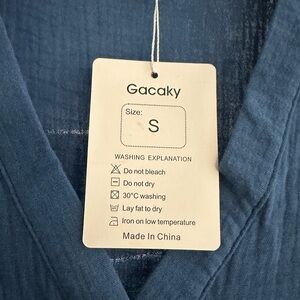 Gacaky
Size:
S
WASHING EXPLANATION
Do not bleach
Do not dry
30°C washing
Lay fat to dry
Iron on low temperature
Made In China